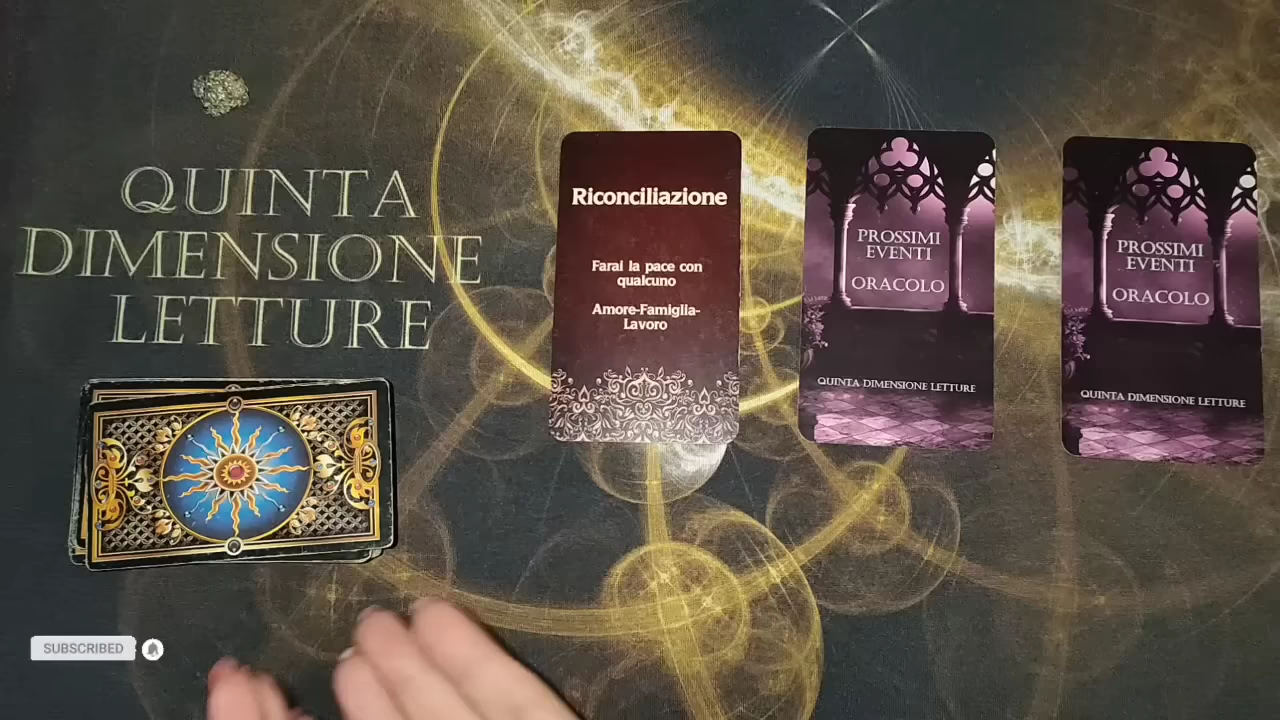 QUINTA
DIMENSIONE
LETTURE
Riconciliazione
Farai la pace con
qualcuno
Amore-Famiglia-
Lavoro
PROSSIMI
EVENTI
ORACOLO
QUINTA DIMENSIONE LETTURE
PROSSIMI
EVENTI
ORACOLO
QUINTA DIMENSIONE LETTURE
SUBSCRIBED